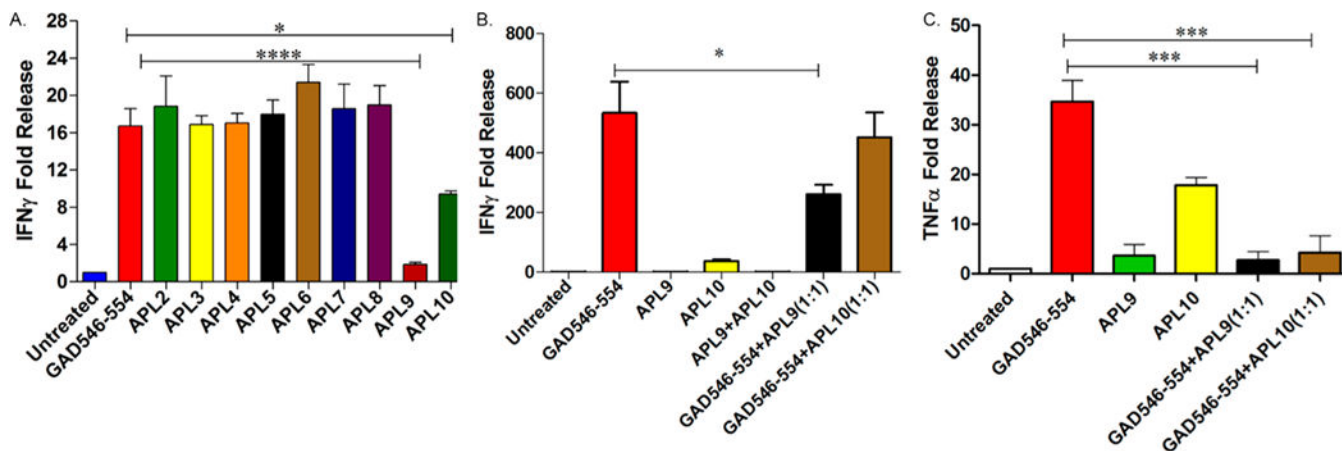 A.
IFNγ Fold Release
28
24
20
16
12
8
4
0
*
****
Untreated
GAD546-554
APL2
APL3
APL4
APL5
APL6
APL7
APL8
APL9
APL10
B.
IFNγ Fold Release
800
600
400
200
0
*
Untreated
GAD546-554
APL9
APL10
APL9+APL10
GAD546-554+APL9(1:1)
GAD546-554+APL10(1:1)
C.
TNFα Fold Release
50
40
30
20
10
0
***
***
Untreated
GAD546-554
APL9
APL10
GAD546-554+APL9(1:1)
GAD546-554+APL10(1:1)